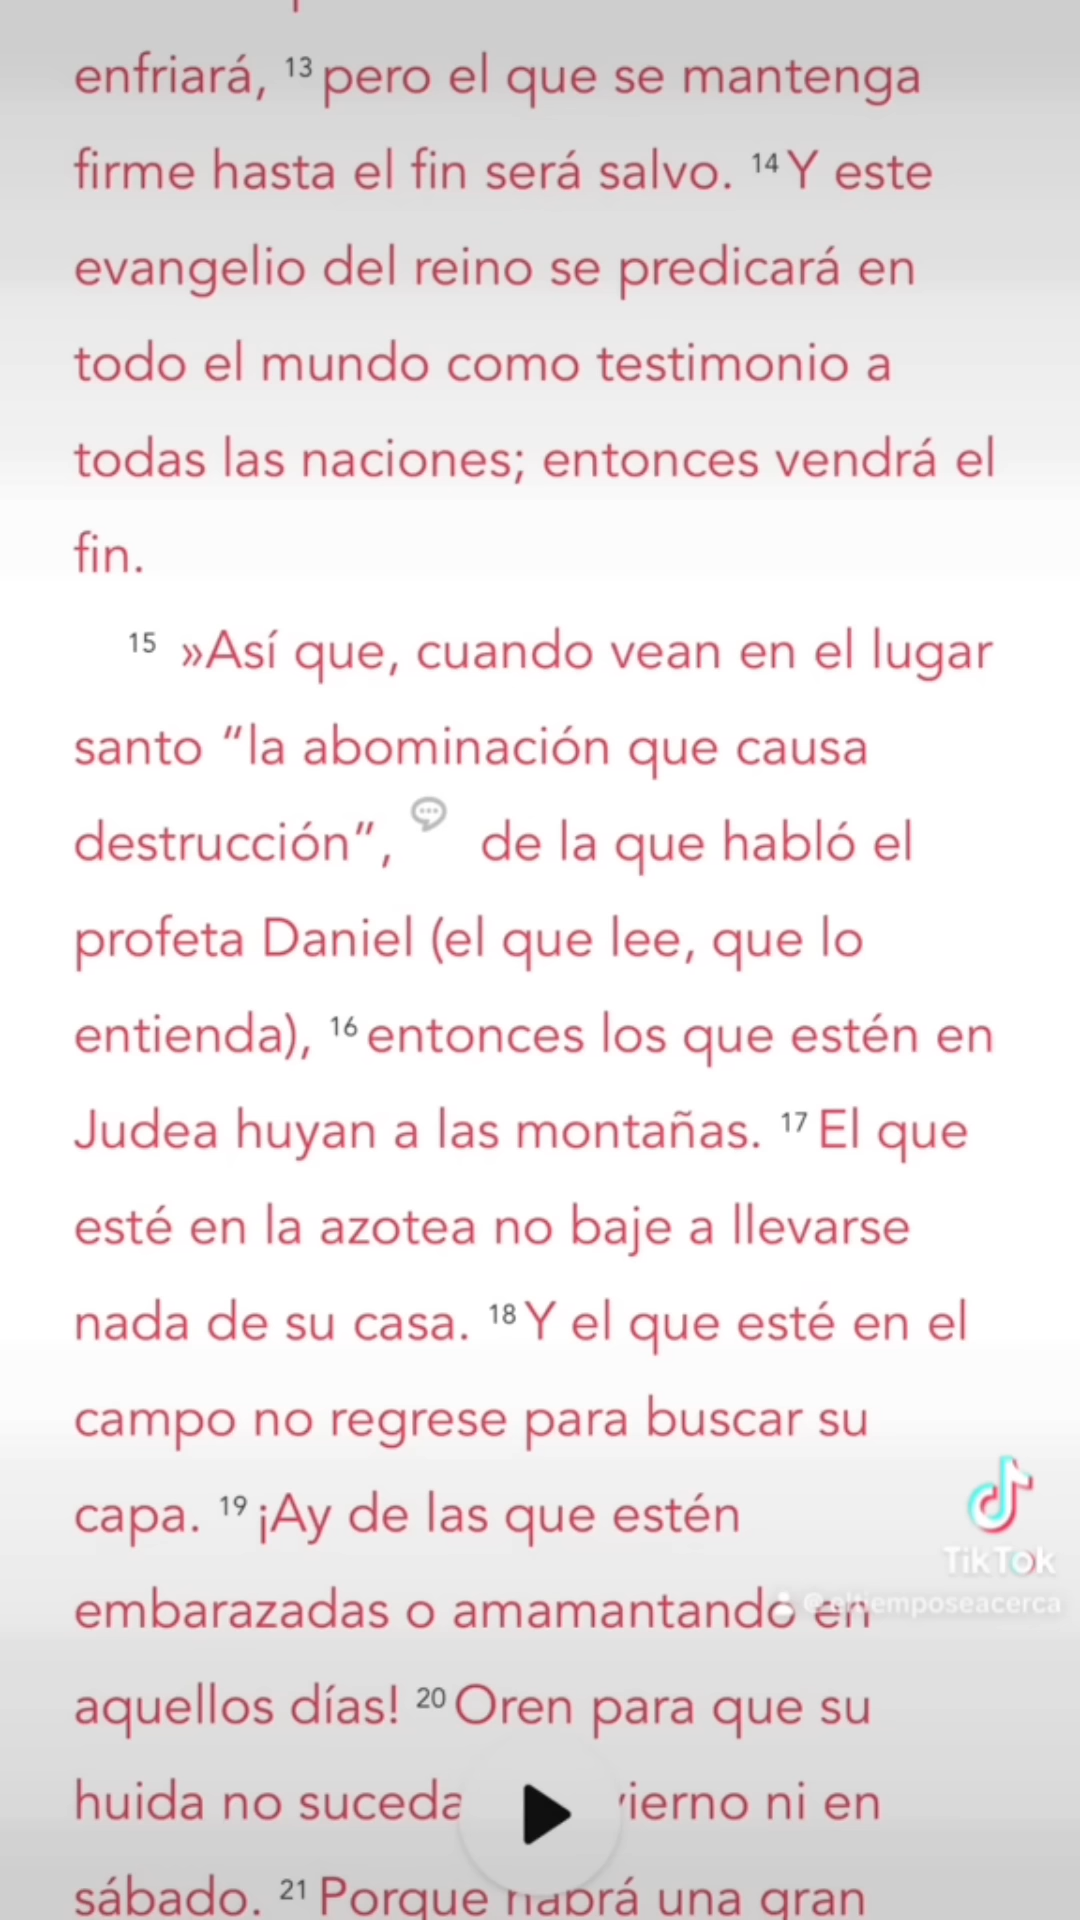 enfriará, 13 pero el que se mantenga
firme hasta el fin será salvo. 14 Y este
evangelio del reino se predicará en
todo el mundo como testimonio a
todas las naciones; entonces vendrá el
fin.
15 »Así que, cuando vean en el lugar
santo “la abominación que causa
destrucción”, de la que habló el
profeta Daniel (el que lee, que lo
entienda), 16 entonces los que estén en
Judea huyan a las montañas. 17 El que
esté en la azotea no baje a llevarse
nada de su casa. 18 Y el que esté en el
campo no regrese para buscar su
capa. 19 ¡Ay de las que estén
TikTok
embarazadas o amamantando en
@eltiemposeacerca
aquellos días! 20 Oren para que su
huida no suceda ni en
sábado. 21 Porque habrá una gran